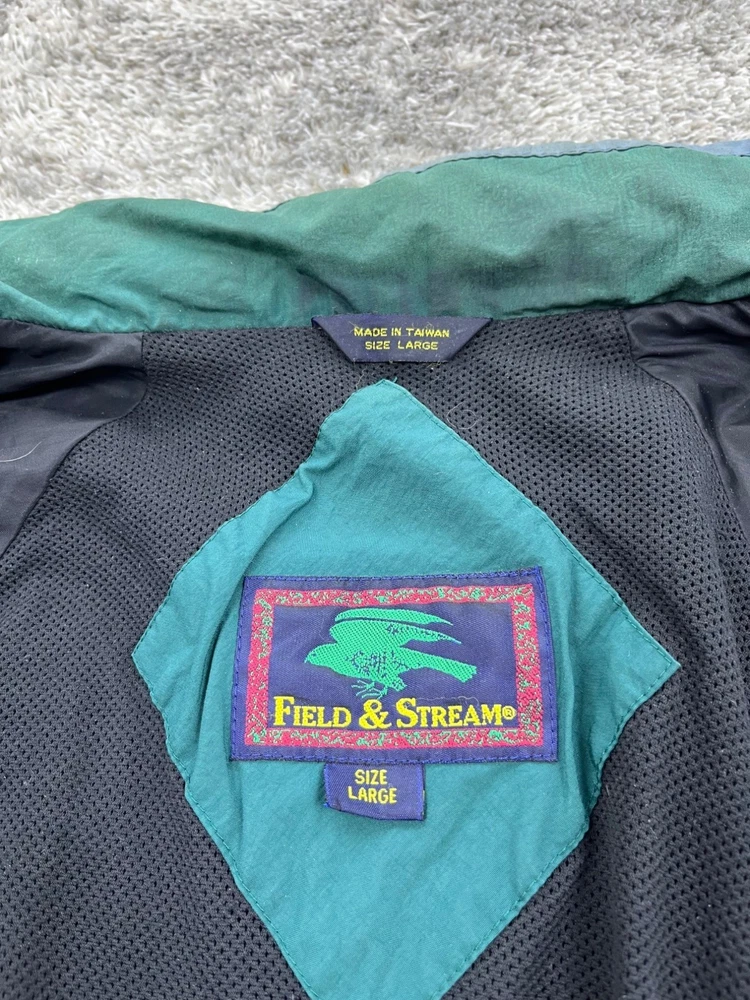 MADE IN TAIWAN
SIZE LARGE
FIELD & STREAM®
SIZE
LARGE